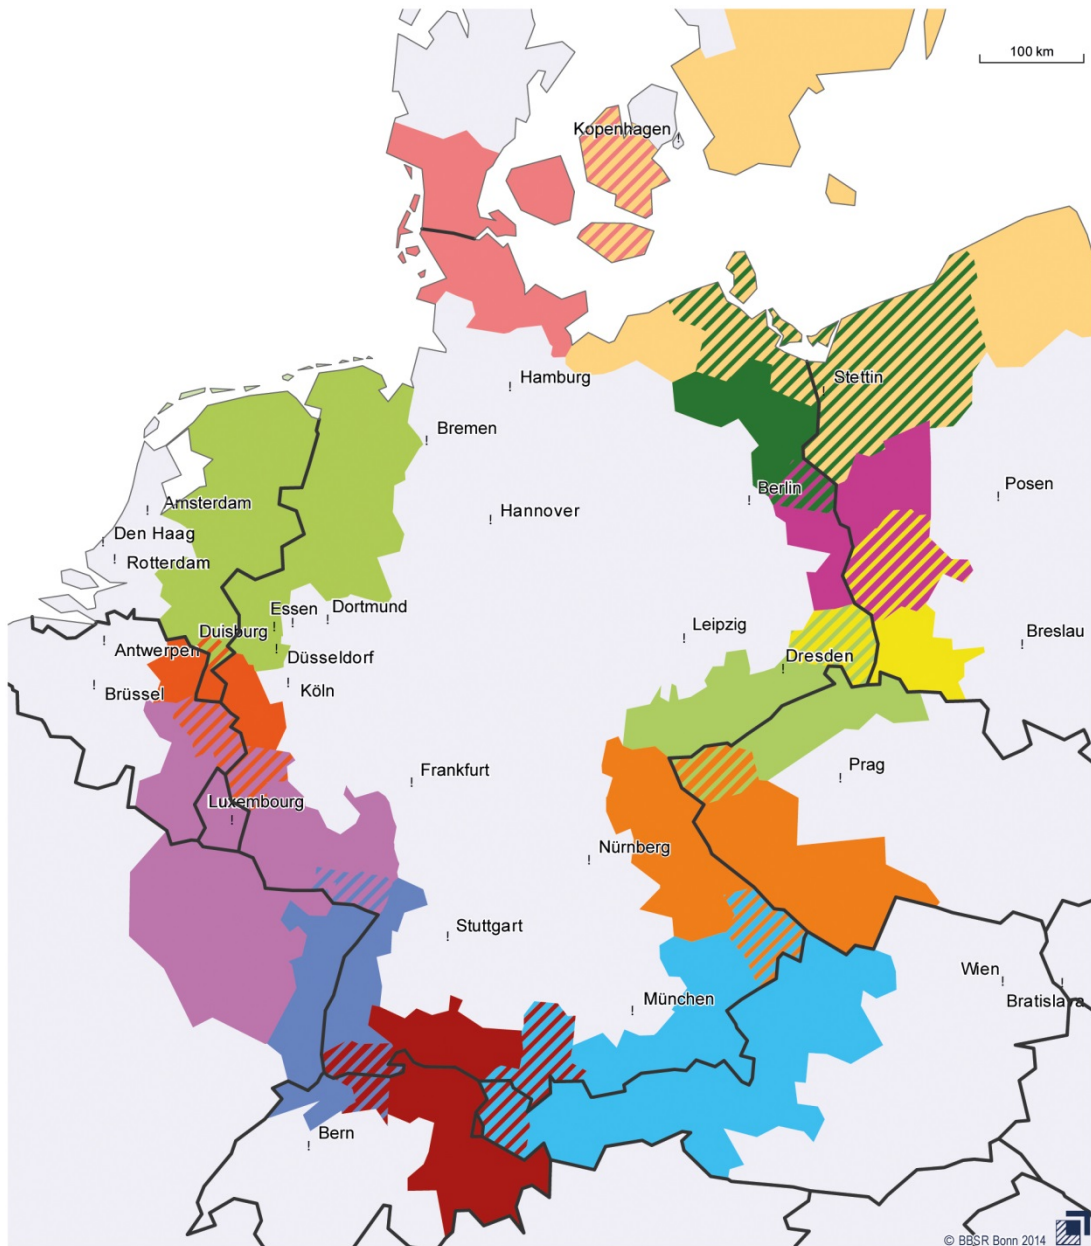 100 km
Kopenhagen
Hamburg
Stettin
Bremen
Amsterdam
Berlin
Posen
Hannover
Den Haag
Rotterdam
Essen
Dortmund
Duisburg
Leipzig
Breslau
Antwerpen
Düsseldorf
Dresden
Brüssel
Köln
Frankfurt
Prag
Luxembourg
Nürnberg
Stuttgart
Wien
München
Bratislava
Bern
© BBSR Bonn 2014